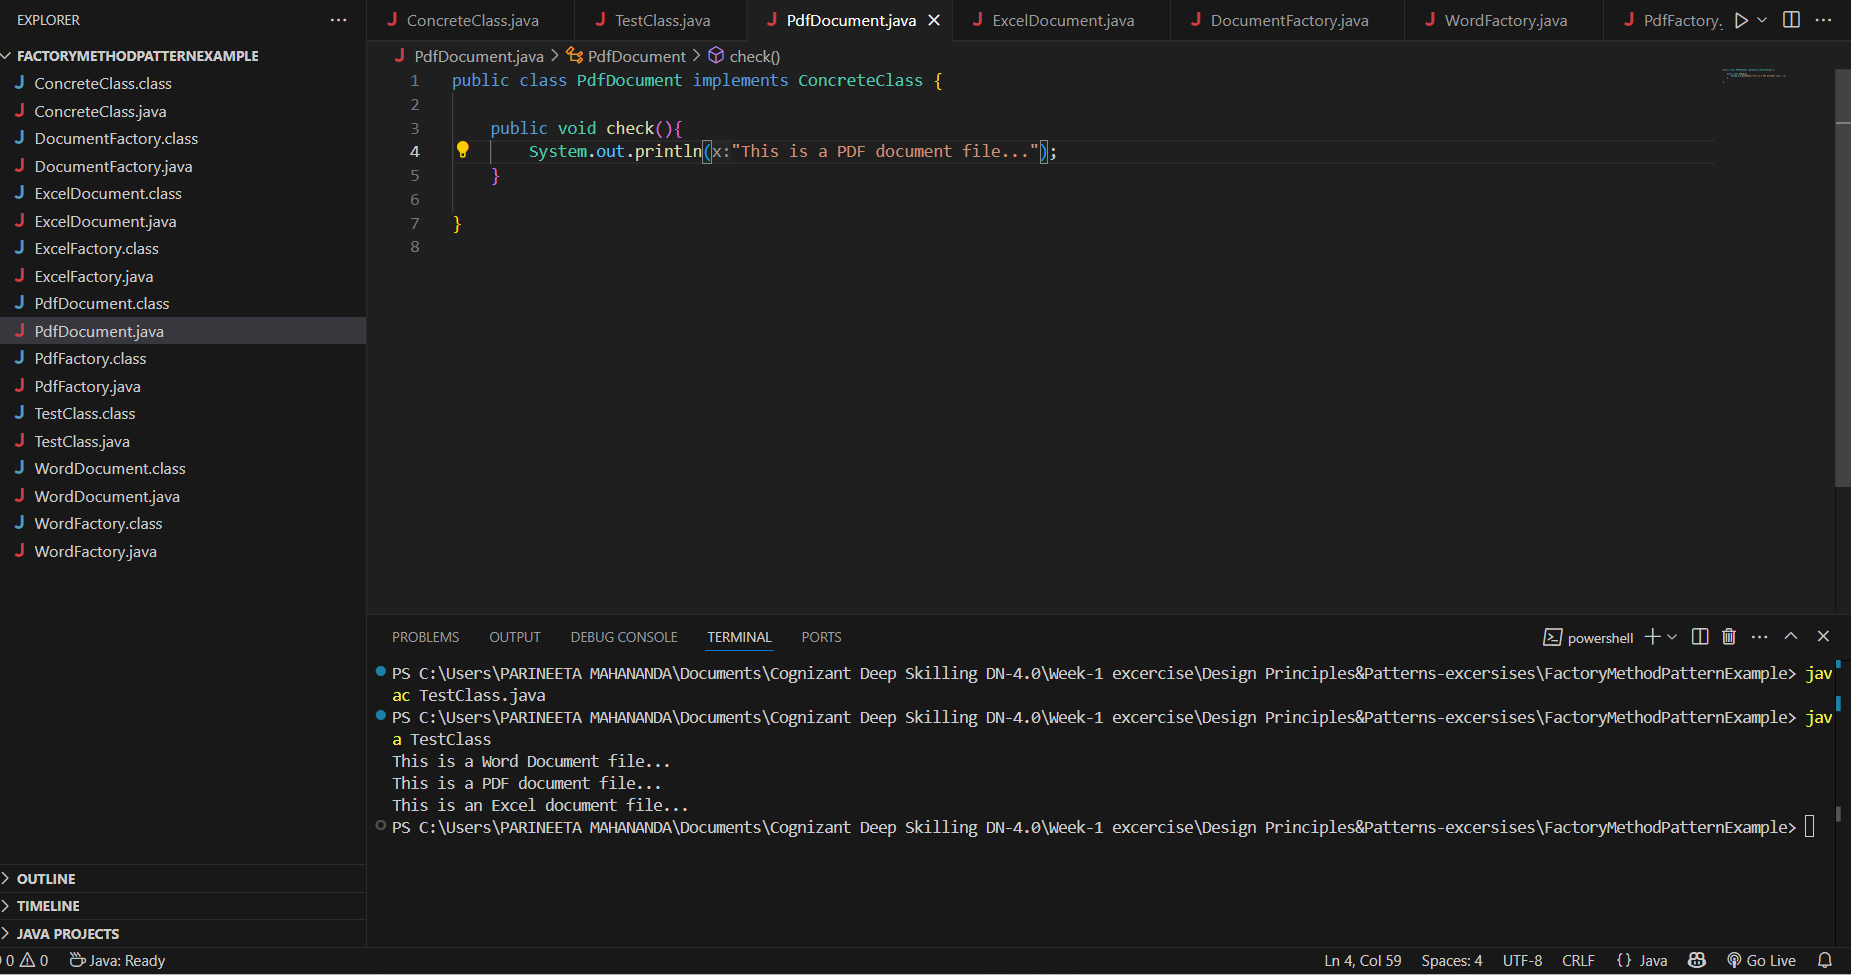 EXPLORER
FACTORYMETHODPATTERNEXAMPLE
ConcreteClass.class
ConcreteClass.java
DocumentFactory.class
DocumentFactory.java
ExcelDocument.class
ExcelDocument.java
ExcelFactory.class
ExcelFactory.java
PdfDocument.class
PdfDocument.java
PdfFactory.class
PdfFactory.java
TestClass.class
TestClass.java
WordDocument.class
WordDocument.java
WordFactory.class
WordFactory.java
OUTLINE
TIMELINE
JAVA PROJECTS
ConcreteClass.java TestClass.java PdfDocument.java ExcelDocument.java DocumentFactory.java WordFactory.java PdfFactory.
PdfDocument.java > PdfDocument > check()
1 public class PdfDocument implements ConcreteClass {
2
3 public void check(){
4 System.out.println(x:"This is a PDF document file...");
5 }
6
7 }
8
PROBLEMS OUTPUT DEBUG CONSOLE TERMINAL PORTS powershell
PS C:\Users\PARINEETA MAHANANDA\Documents\Cognizant Deep Skilling DN-4.0\Week-1 excercise\Design Principles&Patterns-excersises\FactoryMethodPatternExample> jav
ac TestClass.java
PS C:\Users\PARINEETA MAHANANDA\Documents\Cognizant Deep Skilling DN-4.0\Week-1 excercise\Design Principles&Patterns-excersises\FactoryMethodPatternExample> jav
a TestClass
This is a Word Document file...
This is a PDF document file...
This is an Excel document file...
PS C:\Users\PARINEETA MAHANANDA\Documents\Cognizant Deep Skilling DN-4.0\Week-1 excercise\Design Principles&Patterns-excersises\FactoryMethodPatternExample>
0 0 Java: Ready Ln 4, Col 59 Spaces: 4 UTF-8 CRLF {} Java Go Live